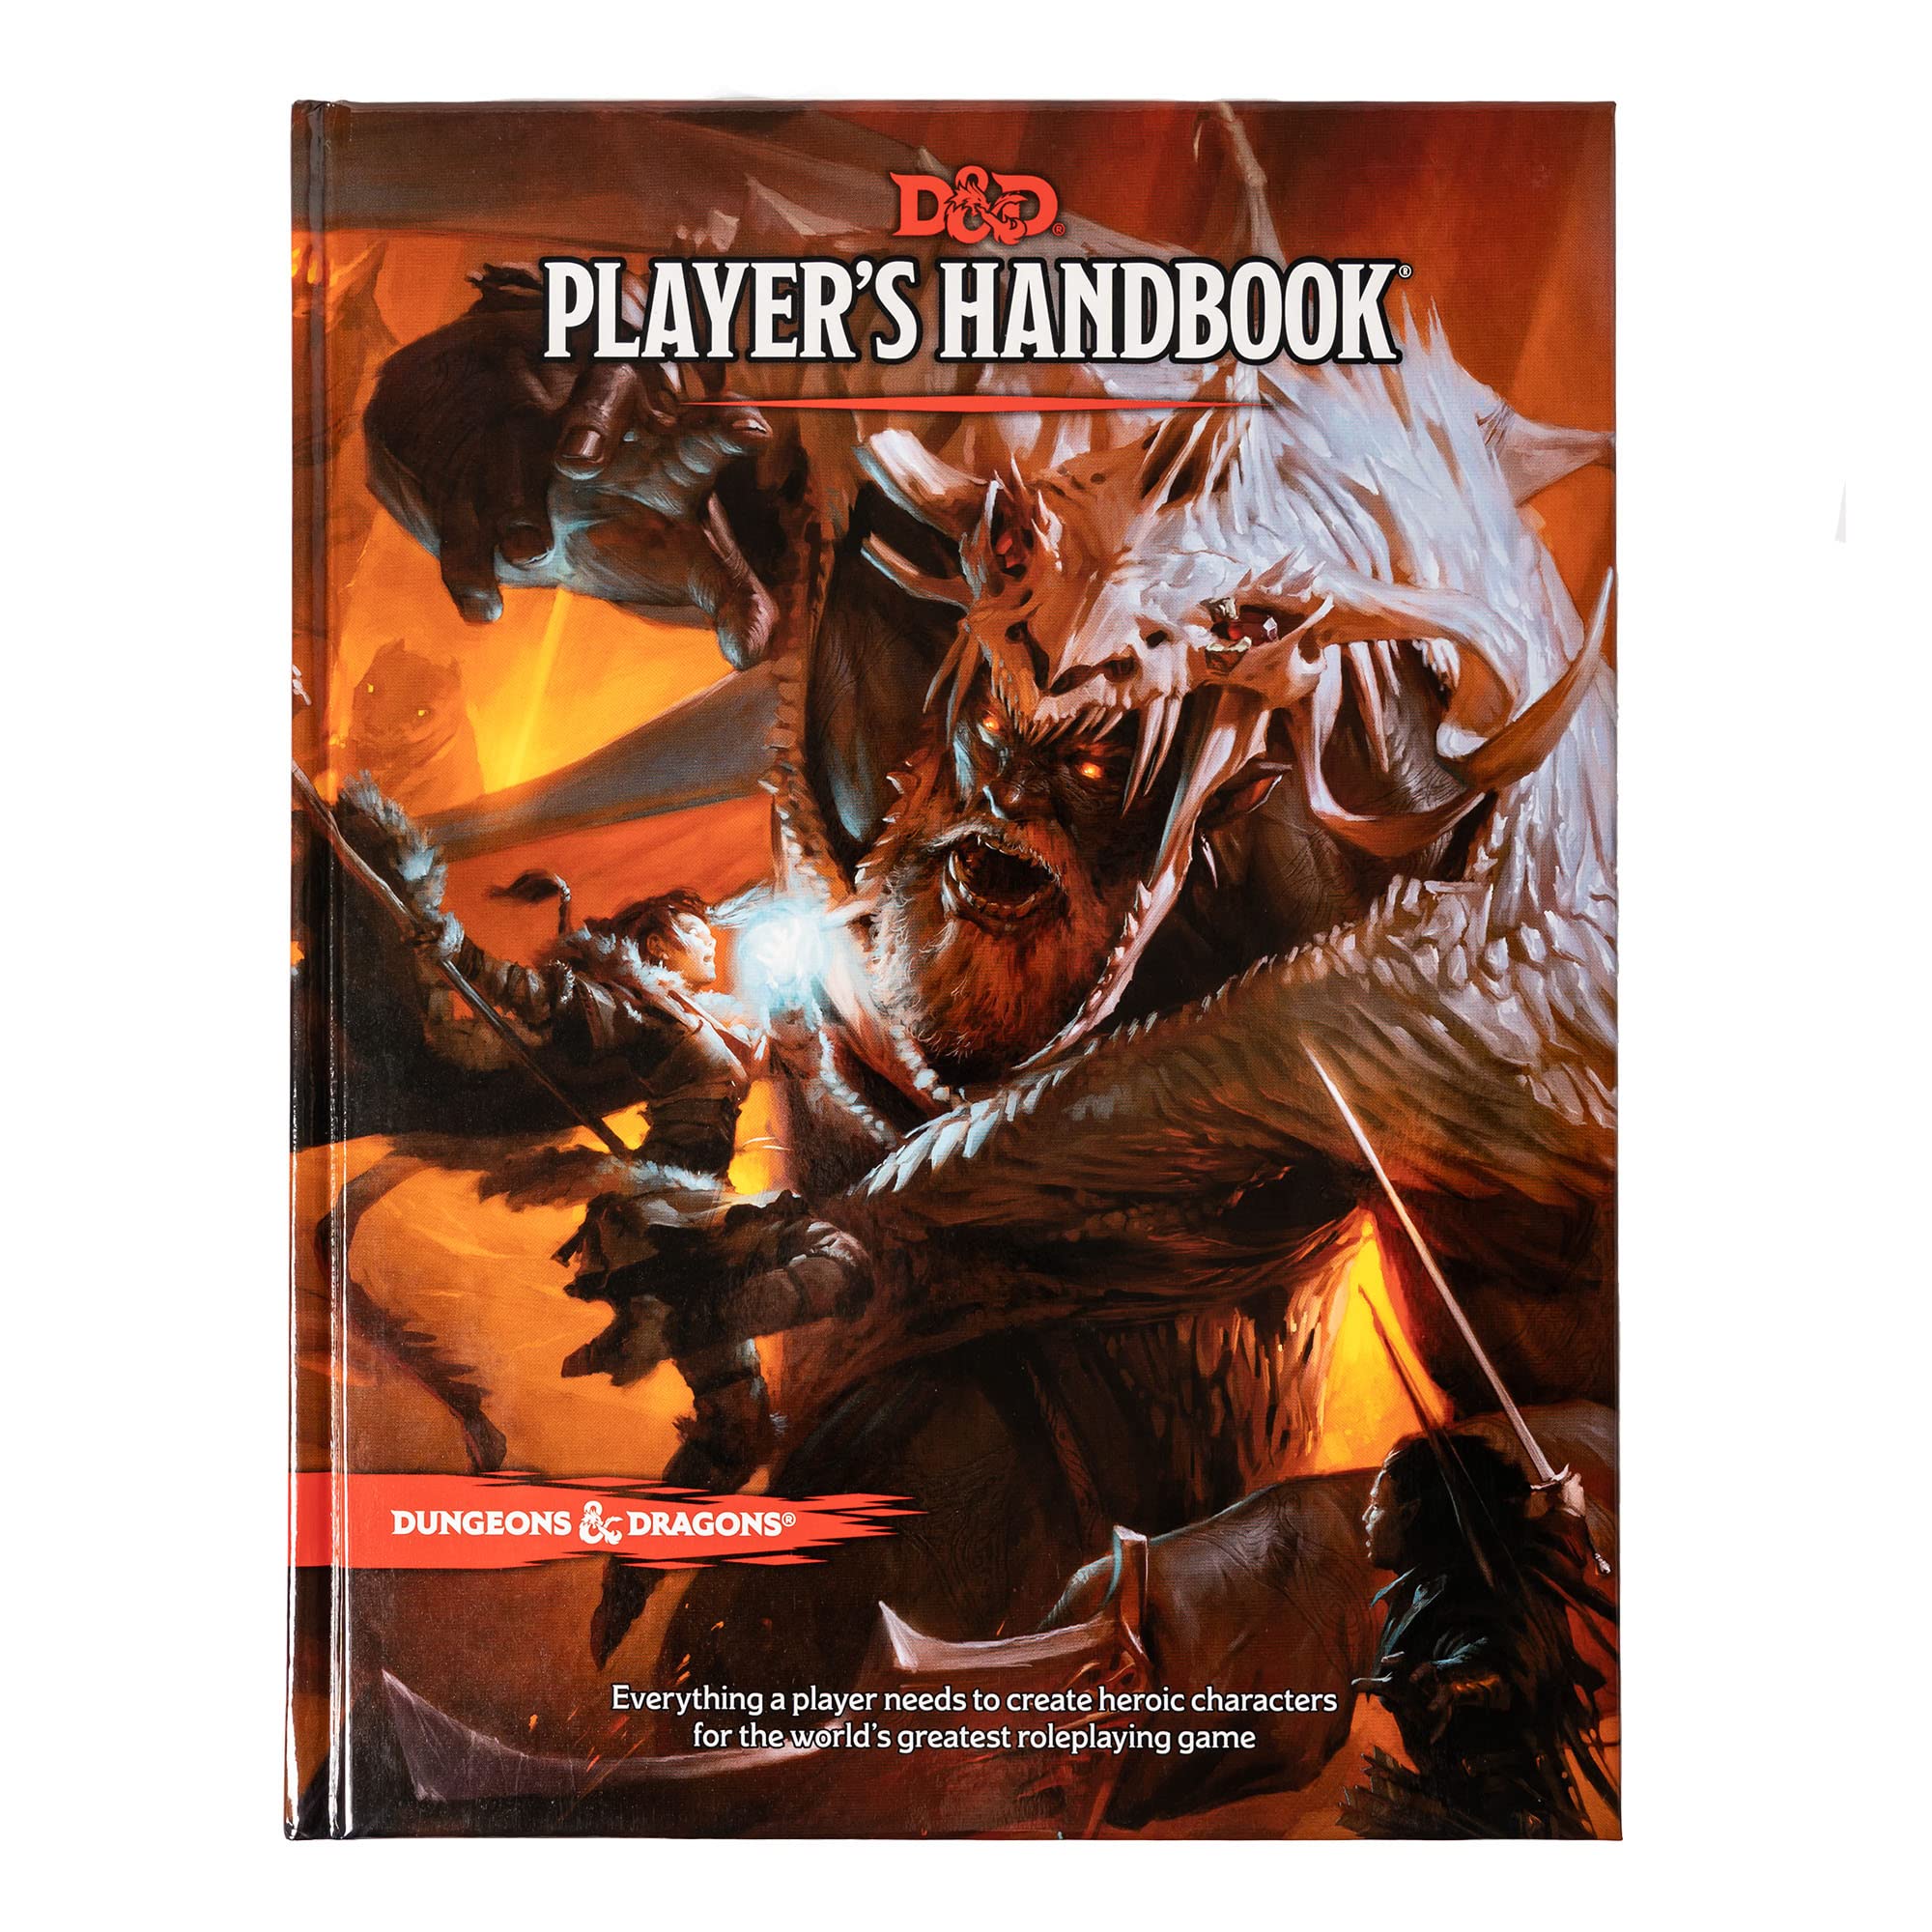 D&D®
PLAYER'S HANDBOOK®
DUNGEONS & DRAGONS®
Everything a player needs to create heroic characters
for the world's greatest roleplaying game